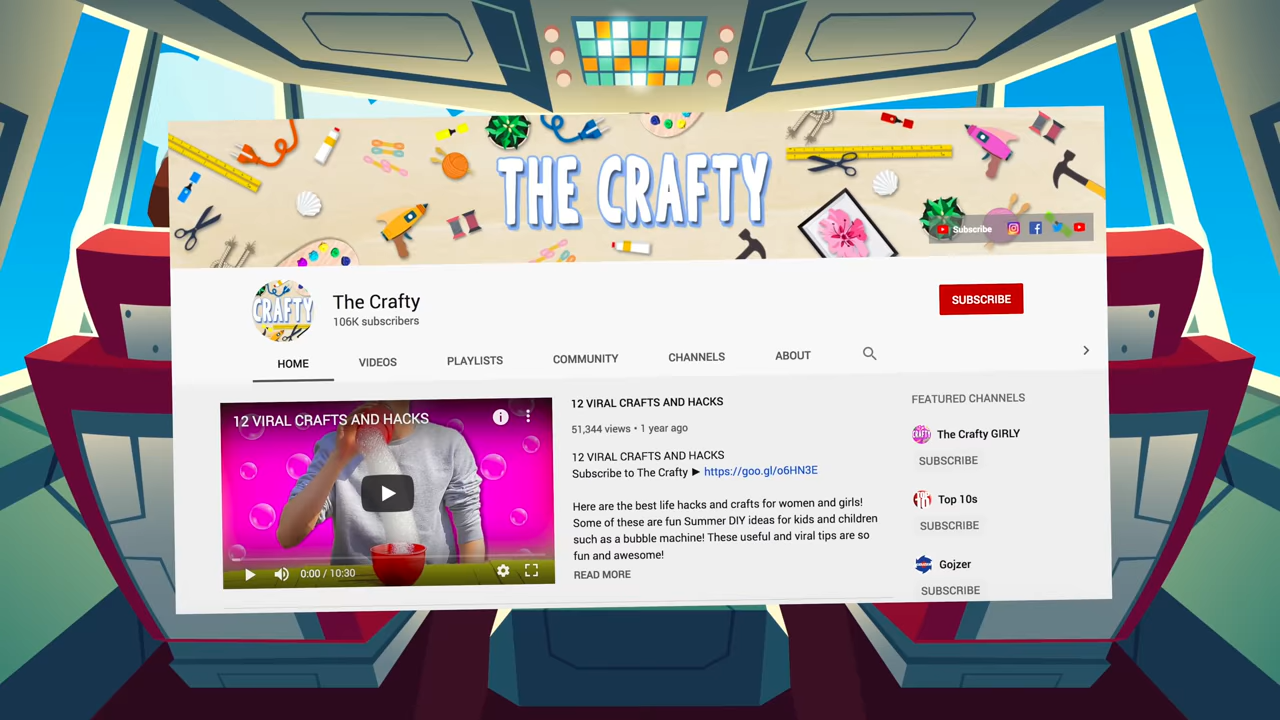 THE CRAFTY
Subscribe
CRAFTY
The Crafty
106K subscribers
SUBSCRIBE
HOME
VIDEOS
PLAYLISTS
COMMUNITY
CHANNELS
ABOUT
12 VIRAL CRAFTS AND HACKS
0:00 / 10:30
12 VIRAL CRAFTS AND HACKS
51,344 views • 1 year ago
12 VIRAL CRAFTS AND HACKS
Subscribe to The Crafty ► https://goo.gl/o6HN3E
Here are the best life hacks and crafts for women and girls!
Some of these are fun Summer DIY ideas for kids and children
such as a bubble machine! These useful and viral tips are so
fun and awesome!
READ MORE
FEATURED CHANNELS
The Crafty GIRLY
SUBSCRIBE
Top 10s
SUBSCRIBE
Gojzer
SUBSCRIBE